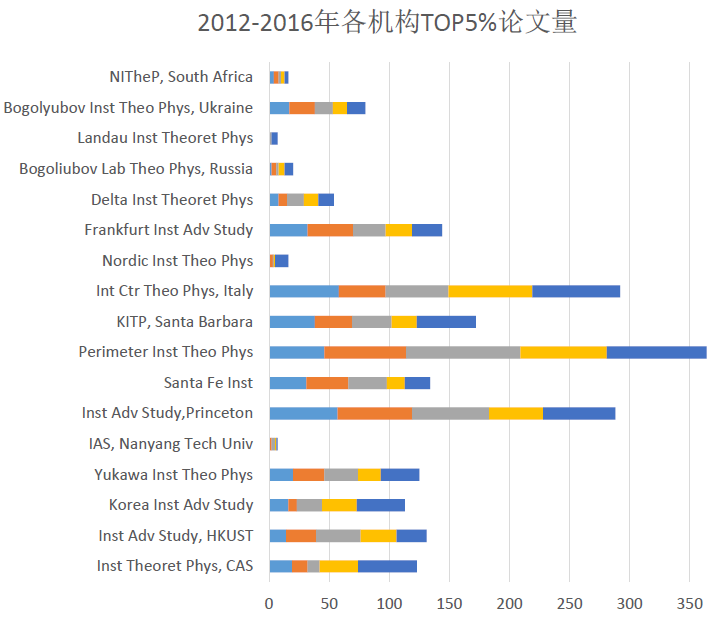 2012-2016年各机构TOP5%论文量
NITheP, South Africa
Bogolyubov Inst Theo Phys, Ukraine
Landau Inst Theoret Phys
Bogoliubov Lab Theo Phys, Russia
Delta Inst Theoret Phys
Frankfurt Inst Adv Study
Nordic Inst Theo Phys
Int Ctr Theo Phys, Italy
KITP, Santa Barbara
Perimeter Inst Theo Phys
Santa Fe Inst
Inst Adv Study,Princeton
IAS, Nanyang Tech Univ
Yukawa Inst Theo Phys
Korea Inst Adv Study
Inst Adv Study, HKUST
Inst Theoret Phys, CAS
0 50 100 150 200 250 300 350